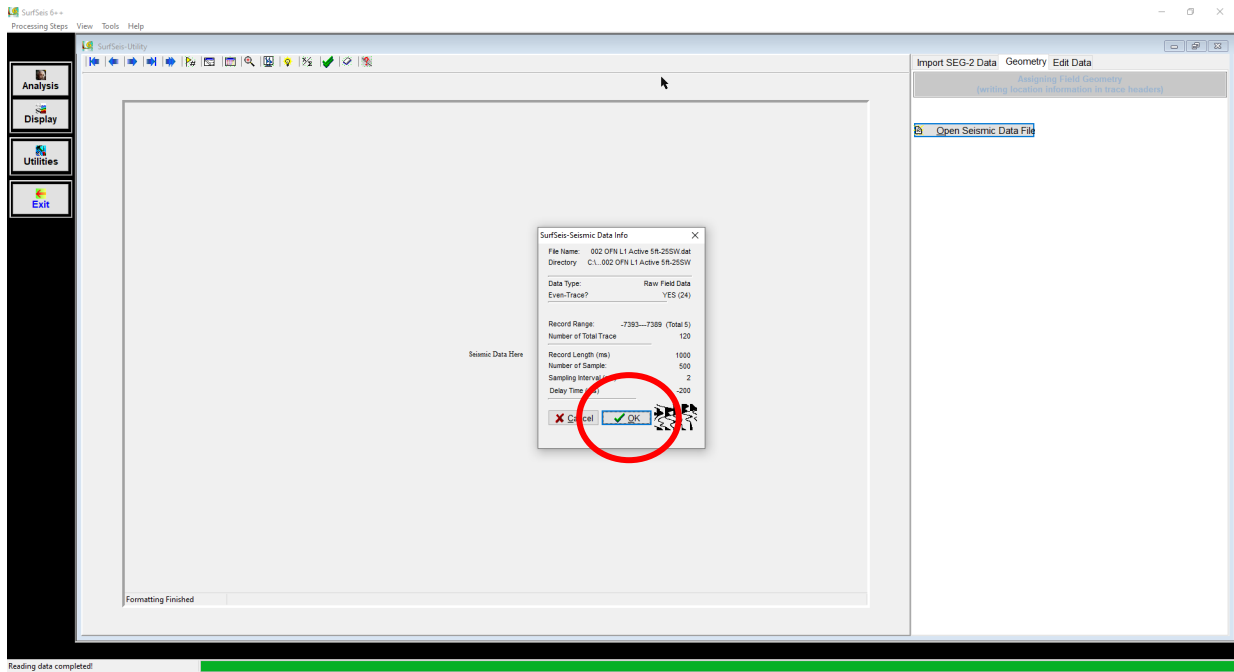 SurfSeis 6++
Processing Steps View Tools Help
SurfSeis-Utility
Import SEG-2 Data Geometry Edit Data
Assigning Field Geometry
(writing location information in trace headers)
Analysis
Display
Utilities
Exit
Open Seismic Data File
SurfSeis-Seismic Data Info
File Name: 002 OFN L1 Active 5ft-25SW.dat
Directory C:\...002 OFN L1 Active 5ft-25SW
Data Type: Raw Field Data
Even-Trace? YES (24)
Record Range: -7393---7389 (Total 5)
Number of Total Trace 120
Seismic Data Here
Record Length (ms) 1000
Number of Sample: 500
Sampling Interval 2
Delay Time -200
Cancel OK
Formatting Finished
Reading data completed!